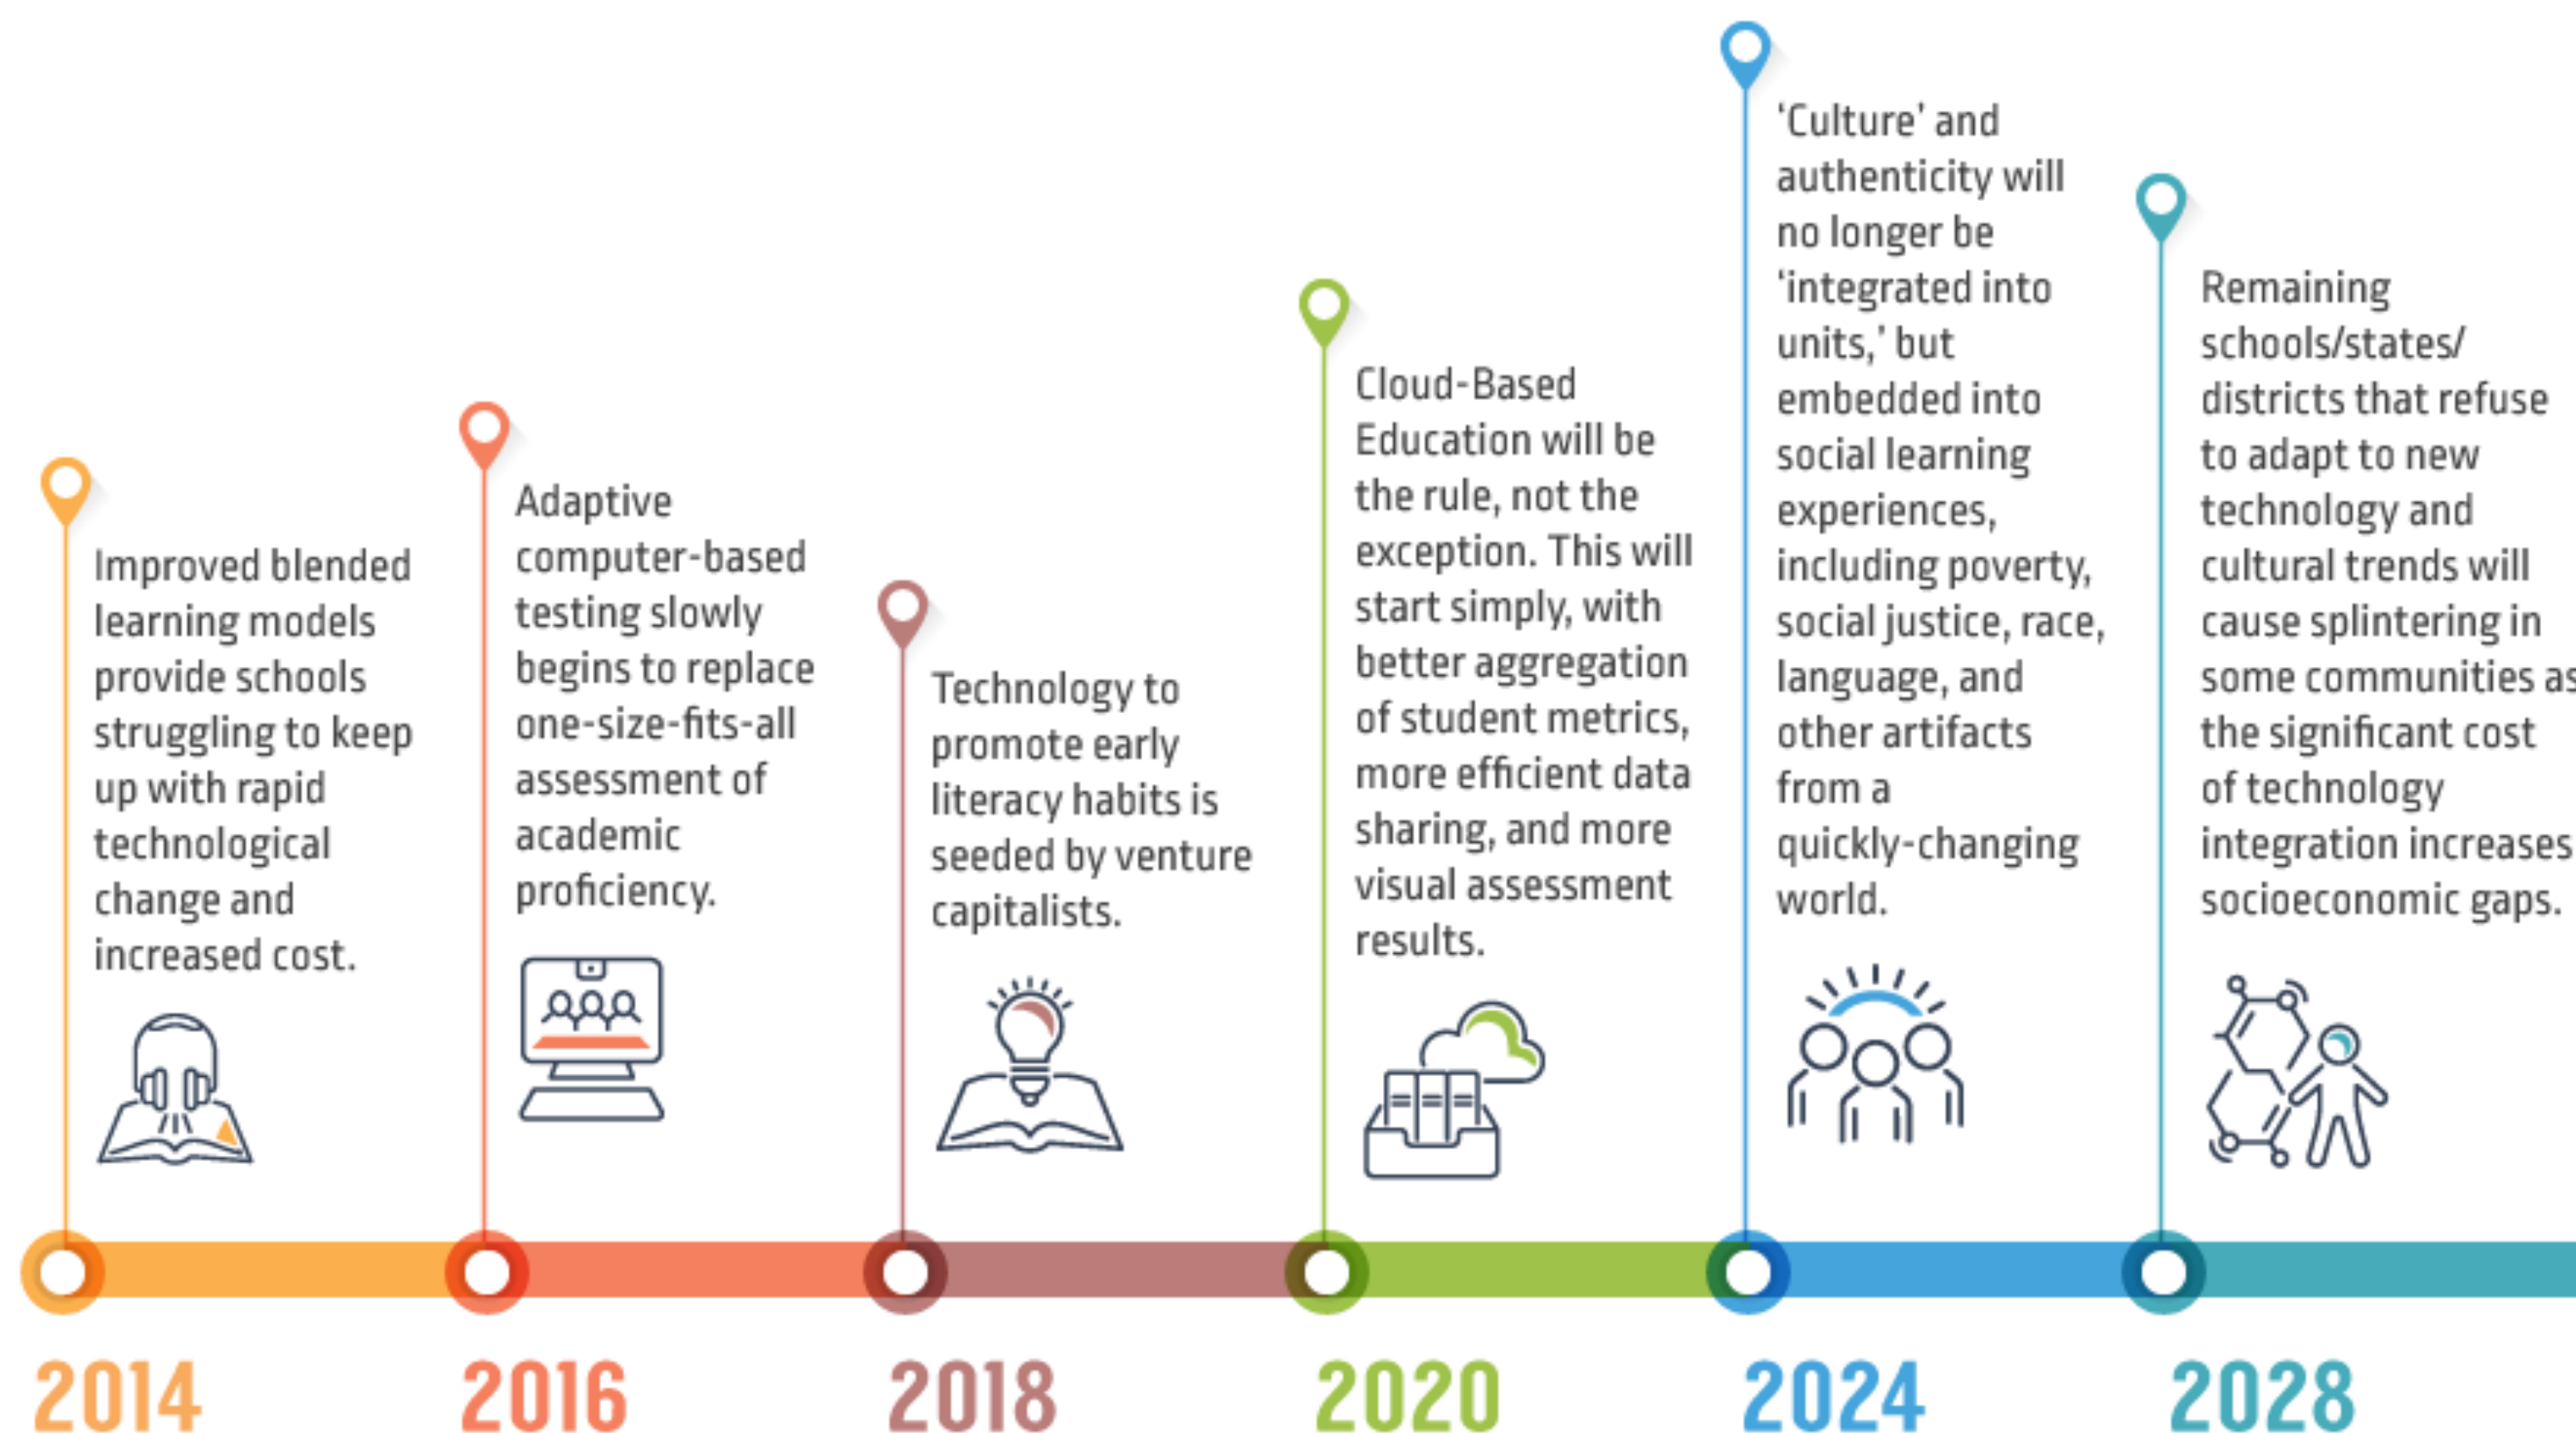 Improved blended
learning models
provide schools
struggling to keep
up with rapid
technological
change and
increased cost.
Adaptive
computer-based
testing slowly
begins to replace
one-size-fits-all
assessment of
academic
proficiency.
Technology to
promote early
literacy habits is
seeded by venture
capitalists.
Cloud-Based
Education will be
the rule, not the
exception. This will
start simply, with
better aggregation
of student metrics,
more efficient data
sharing, and more
visual assessment
results.
‘Culture’ and
authenticity will
no longer be
‘integrated into
units,’ but
embedded into
social learning
experiences,
including poverty,
social justice, race,
language, and
other artifacts
from a
quickly-changing
world.
Remaining
schools/states/
districts that refuse
to adapt to new
technology and
cultural trends will
cause splintering in
some communities as
the significant cost
of technology
integration increases
socioeconomic gaps.
2014
2016
2018
2020
2024
2028